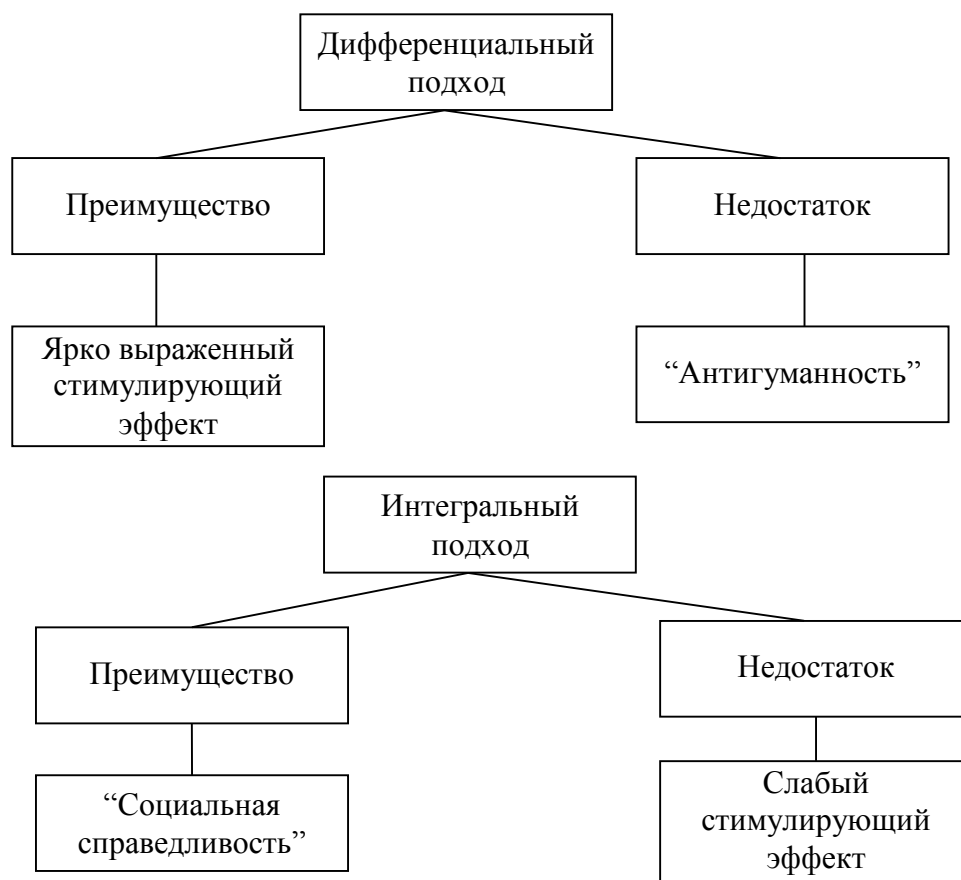 Дифференциальный
подход
Преимущество
Недостаток
Ярко выраженный
стимулирующий
эффект
“Антигуманность”
Интегральный
подход
Преимущество
Недостаток
“Социальная
справедливость”
Слабый
стимулирующий
эффект